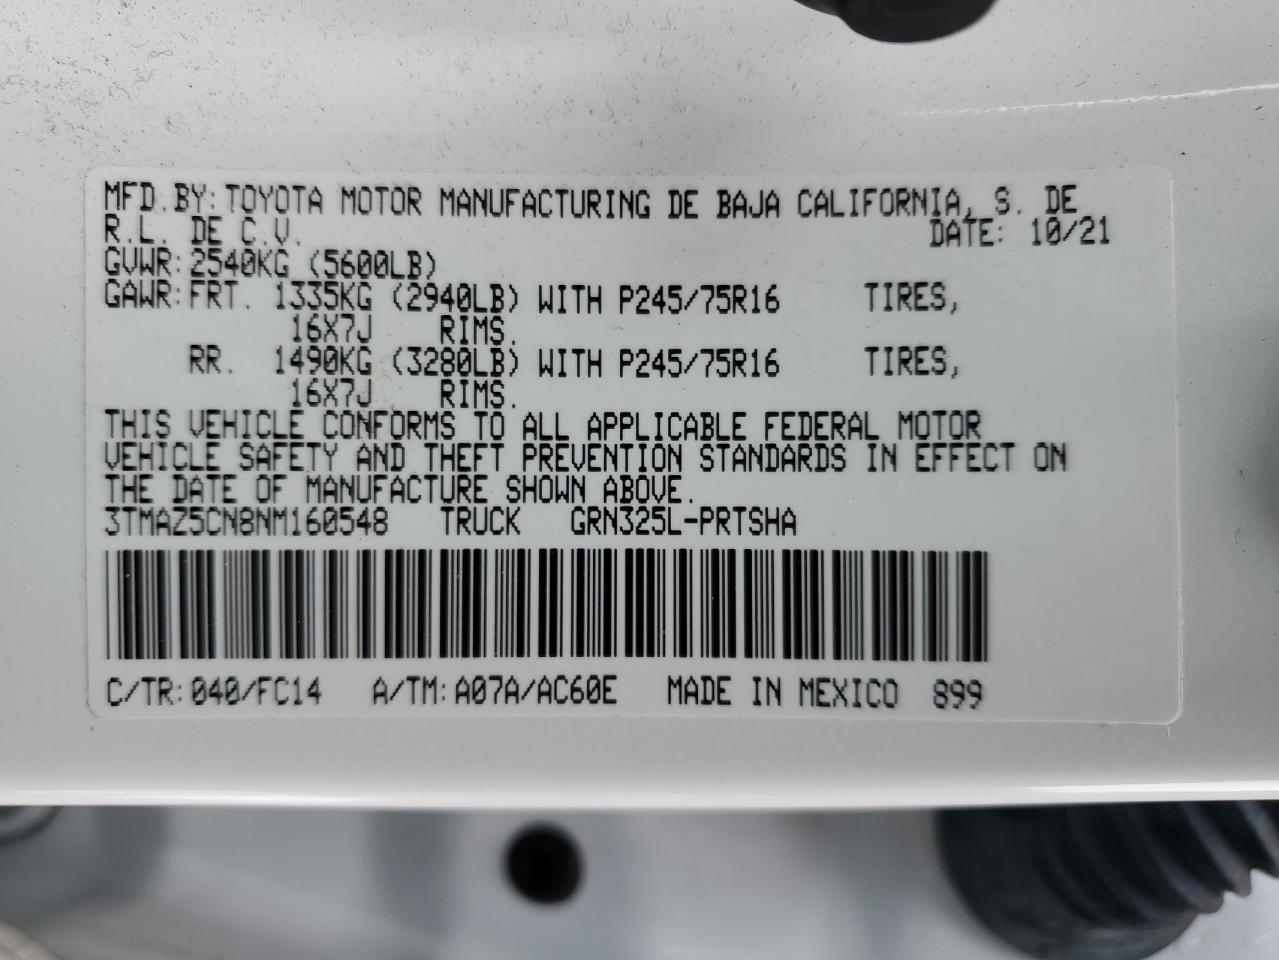 MFD.BY:TOYOTA MOTOR MANUFACTURING DE BAJA CALIFORNIA, S. DE
R.L. DE C.V. DATE: 10/21
GVWR:2540KG (5600LB)
GAWR:FRT. 1335KG (2940LB) WITH P245/75R16 TIRES,
16X7J RIMS.
RR. 1490KG (3280LB) WITH P245/75R16 TIRES,
16X7J RIMS.
THIS VEHICLE CONFORMS TO ALL APPLICABLE FEDERAL MOTOR
VEHICLE SAFETY AND THEFT PREVENTION STANDARDS IN EFFECT ON
THE DATE OF MANUFACTURE SHOWN ABOVE.
3TMAZ5CN8NM160548 TRUCK GRN325L-PRTSHA
C/TR:040/FC14 A/TM:A07A/AC60E MADE IN MEXICO 899